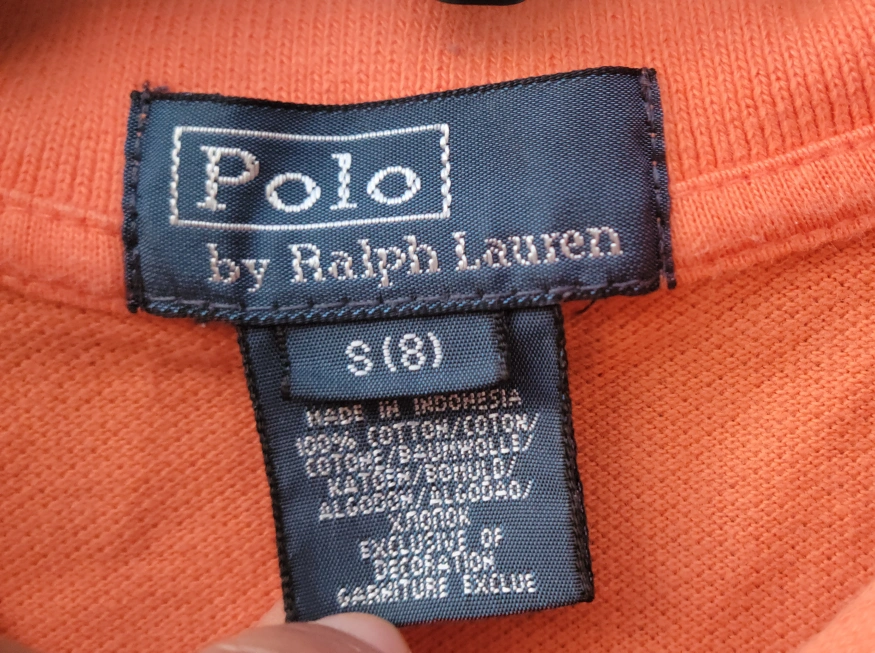 Polo
by Ralph Lauren
S (8)
MADE IN INDONESIA
100% COTTON/COTON/
COTONE/BAUMWOLLE/
KATOEN/BOMULD/
ALGODON/ALGODÃO/
ХЛОПОК
EXCLUSIVE OF
DECORATION
GARNITURE EXCLUE